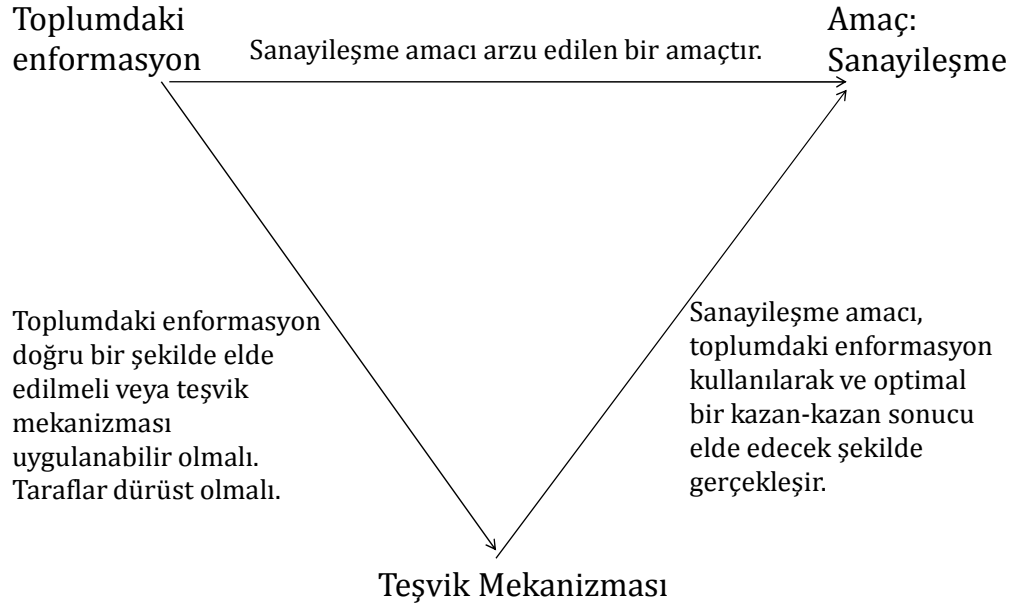 Toplumdaki
enformasyon
Sanayileşme amacı arzu edilen bir amaçtır.
Amaç:
Sanayileşme
Toplumdaki enformasyon
doğru bir şekilde elde
edilmeli veya teşvik
mekanizması
uygulanabilir olmalı.
Taraflar dürüst olmalı.
Sanayileşme amacı,
toplumdaki enformasyon
kullanılarak ve optimal
bir kazan-kazan sonucu
elde edecek şekilde
gerçekleşir.
Teşvik Mekanizması